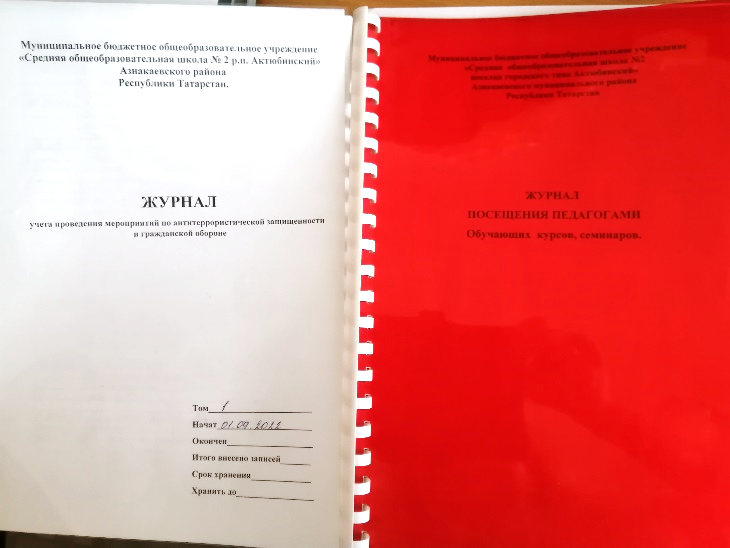 Муниципальное бюджетное общеобразовательное учреждение
«Средняя общеобразовательная школа № 2 р.п. Актюбинский»
Азнакаевского района
Республики Татарстан.
ЖУРНАЛ
учета проведения мероприятий по антитеррористической защищенности
и гражданской обороне
Том 1
Начат 01.09.2022
Окончен
Итого внесено записей
Срок хранения
Хранить до
Муниципальное бюджетное общеобразовательное учреждение
«Средняя общеобразовательная школа №2
поселка городского типа Актюбинский»
Азнакаевского муниципального района
Республики Татарстан
ЖУРНАЛ
ПОСЕЩЕНИЯ ПЕДАГОГАМИ
Обучающих курсов, семинаров.